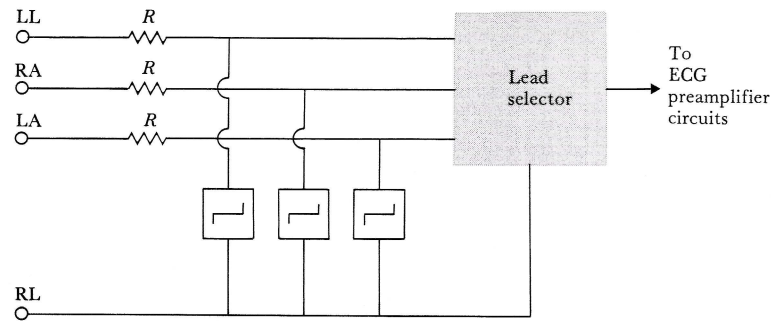 LL
R
RA
R
LA
R
Lead
selector
To
ECG
preamplifier
circuits
RL